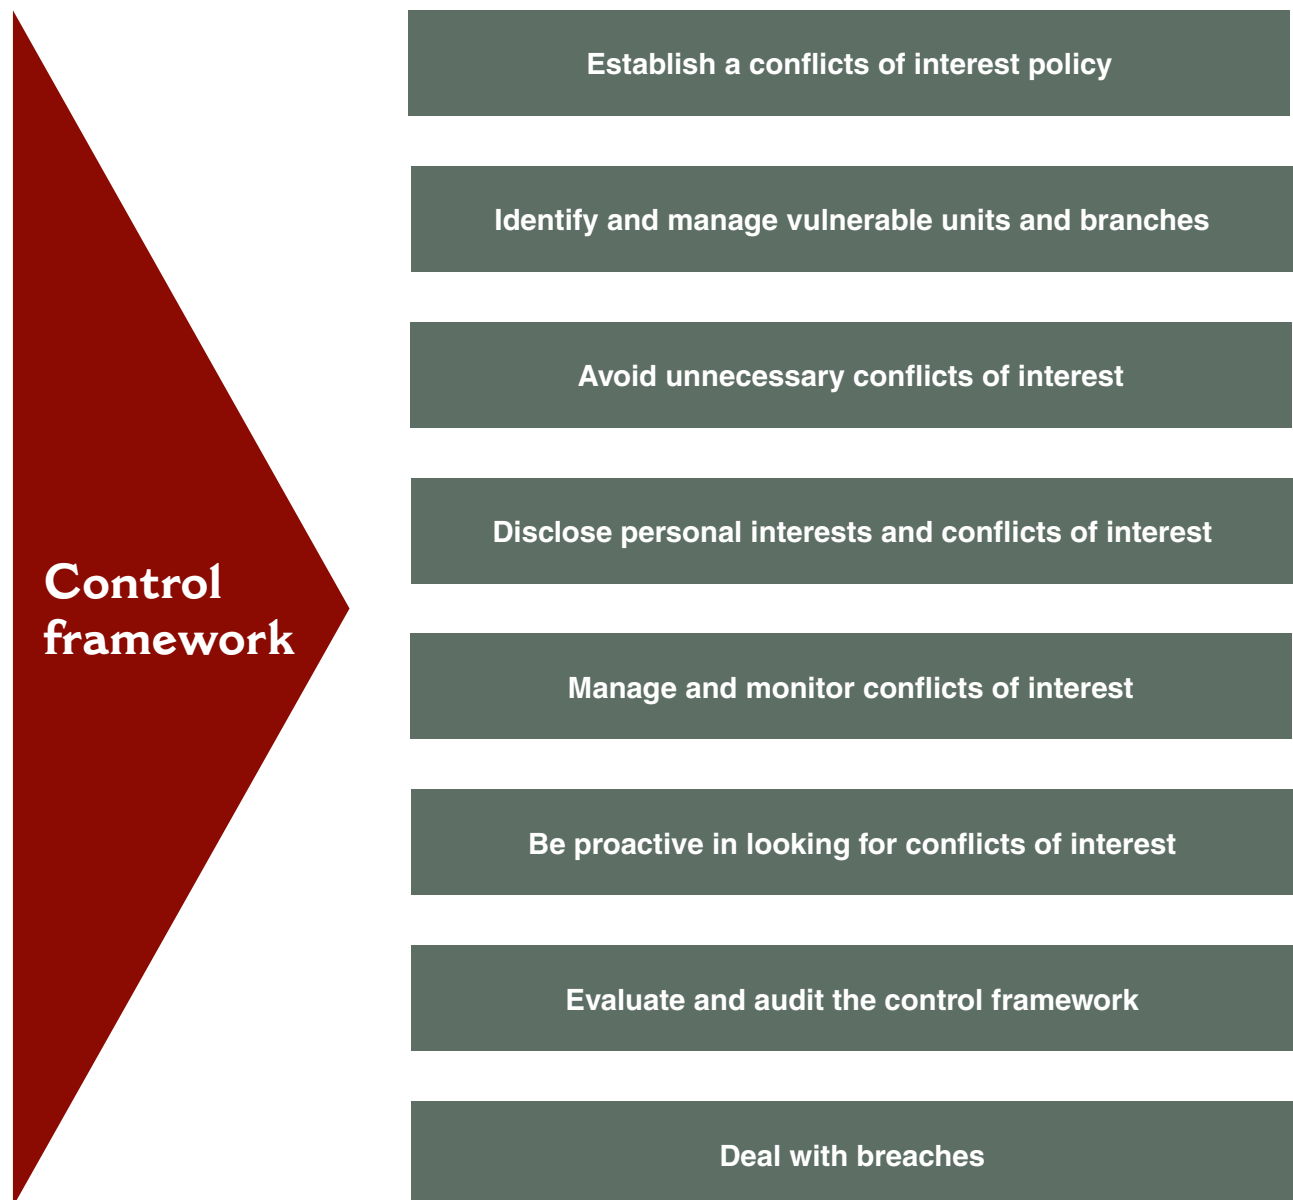 Establish a conflicts of interest policy
Identify and manage vulnerable units and branches
Avoid unnecessary conflicts of interest
Disclose personal interests and conflicts of interest
Control
framework
Manage and monitor conflicts of interest
Be proactive in looking for conflicts of interest
Evaluate and audit the control framework
Deal with breaches